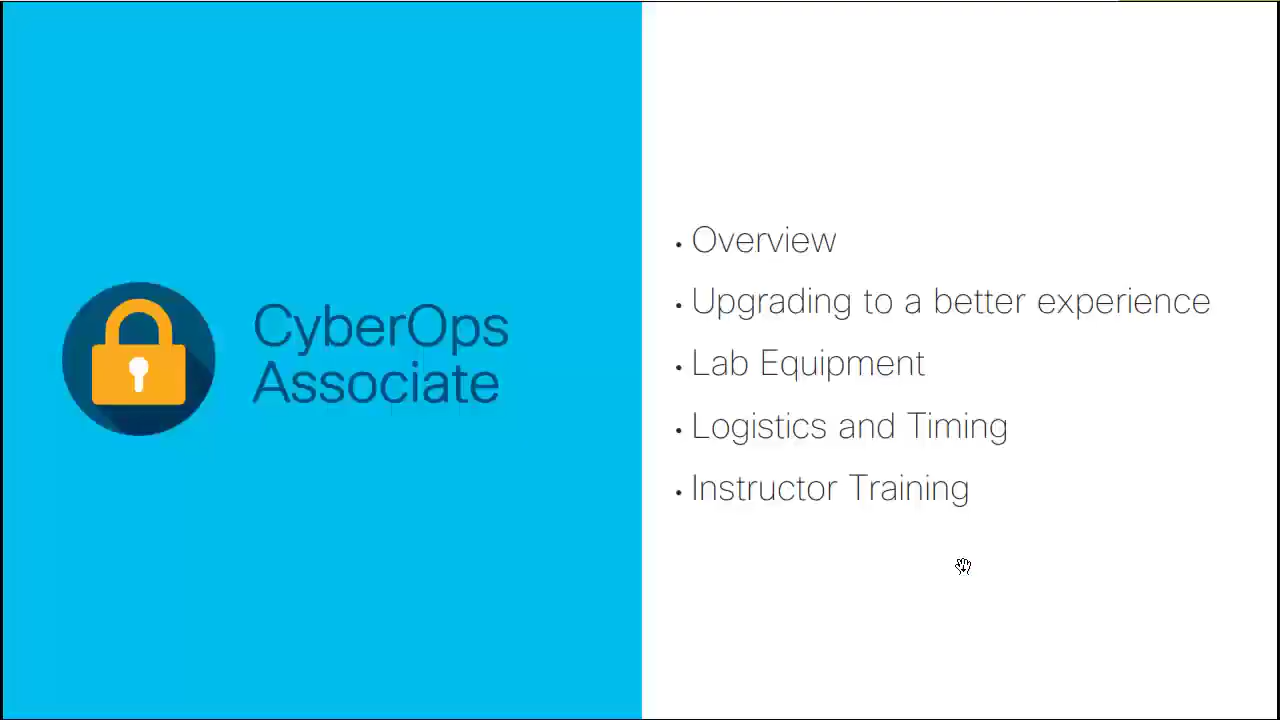 CyberOps
Associate
• Overview
• Upgrading to a better experience
• Lab Equipment
• Logistics and Timing
• Instructor Training